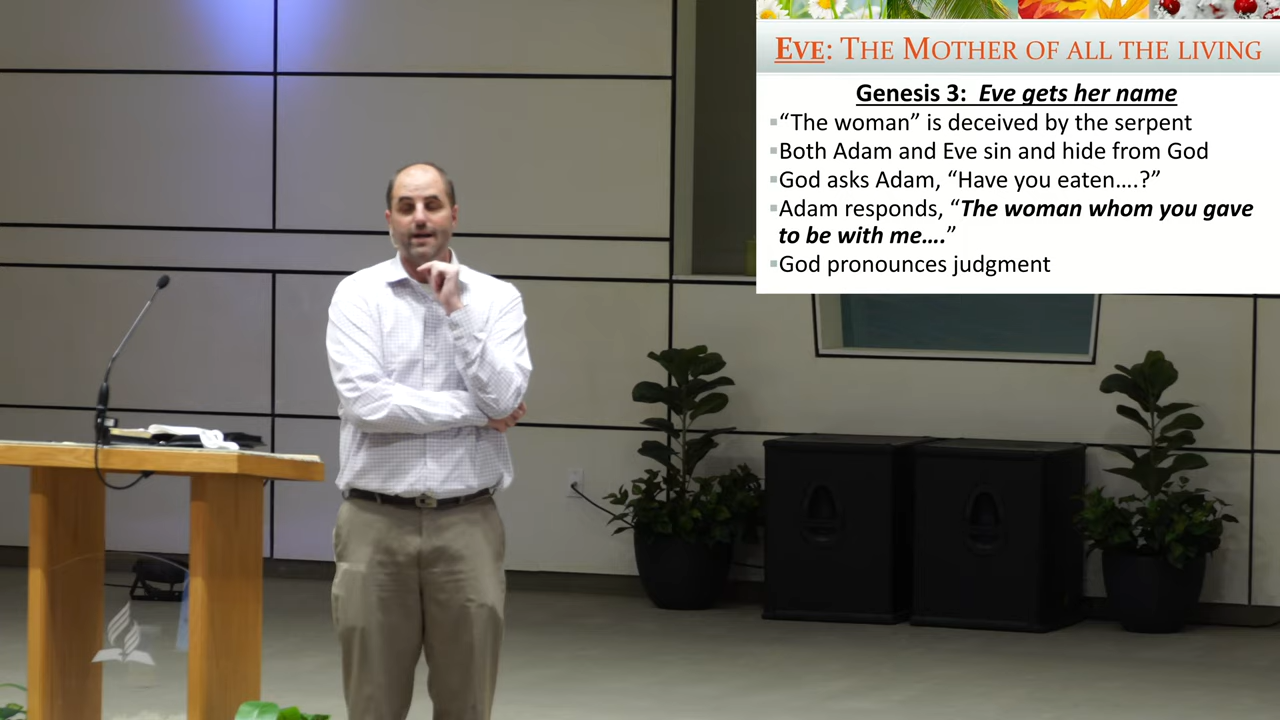 EVE: THE MOTHER OF ALL THE LIVING
Genesis 3: Eve gets her name
▪“The woman” is deceived by the serpent
▪Both Adam and Eve sin and hide from God
▪God asks Adam, “Have you eaten….?”
▪Adam responds, “The woman whom you gave
to be with me….”
▪God pronounces judgment